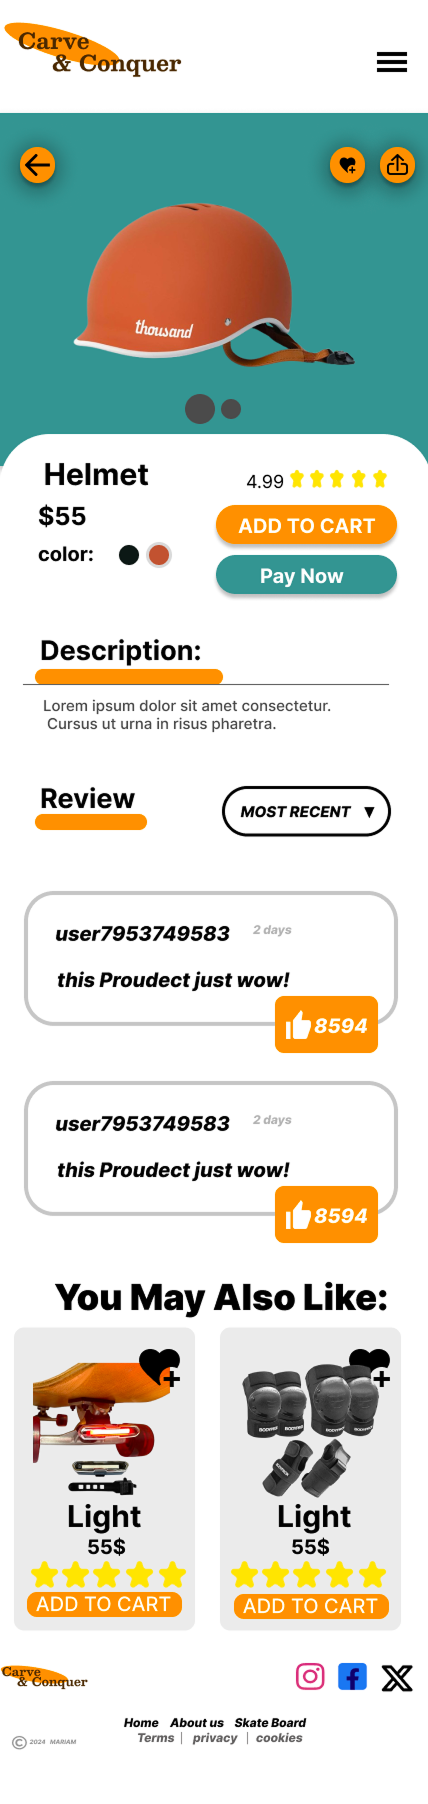 Carve
& Conquer
thousand
Helmet
4.99
$55
ADD TO CART
color:
Pay Now
Description:
Lorem ipsum dolor sit amet consectetur.
Cursus ut urna in risus pharetra.
Review
MOST RECENT ▼
user7953749583 2 days
this Proudect just wow!
8594
user7953749583 2 days
this Proudect just wow!
8594
You May Also Like:
Light
55$
ADD TO CART
Light
55$
ADD TO CART
Carve
& Conquer
Home About us Skate Board
Terms | privacy | cookies
© 2024 MARIAM